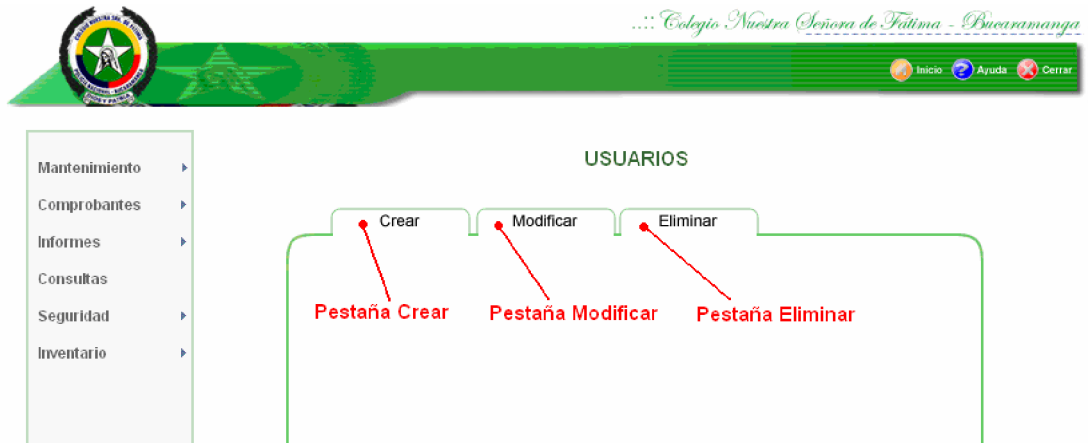 ..:: Colegio Nuestra Señora de Fátima - Bucaramanga
Inicio Ayuda Cerrar
USUARIOS
Mantenimiento
Comprobantes
Informes
Consultas
Seguridad
Inventario
Crear Modificar Eliminar
Pestaña Crear Pestaña Modificar Pestaña Eliminar